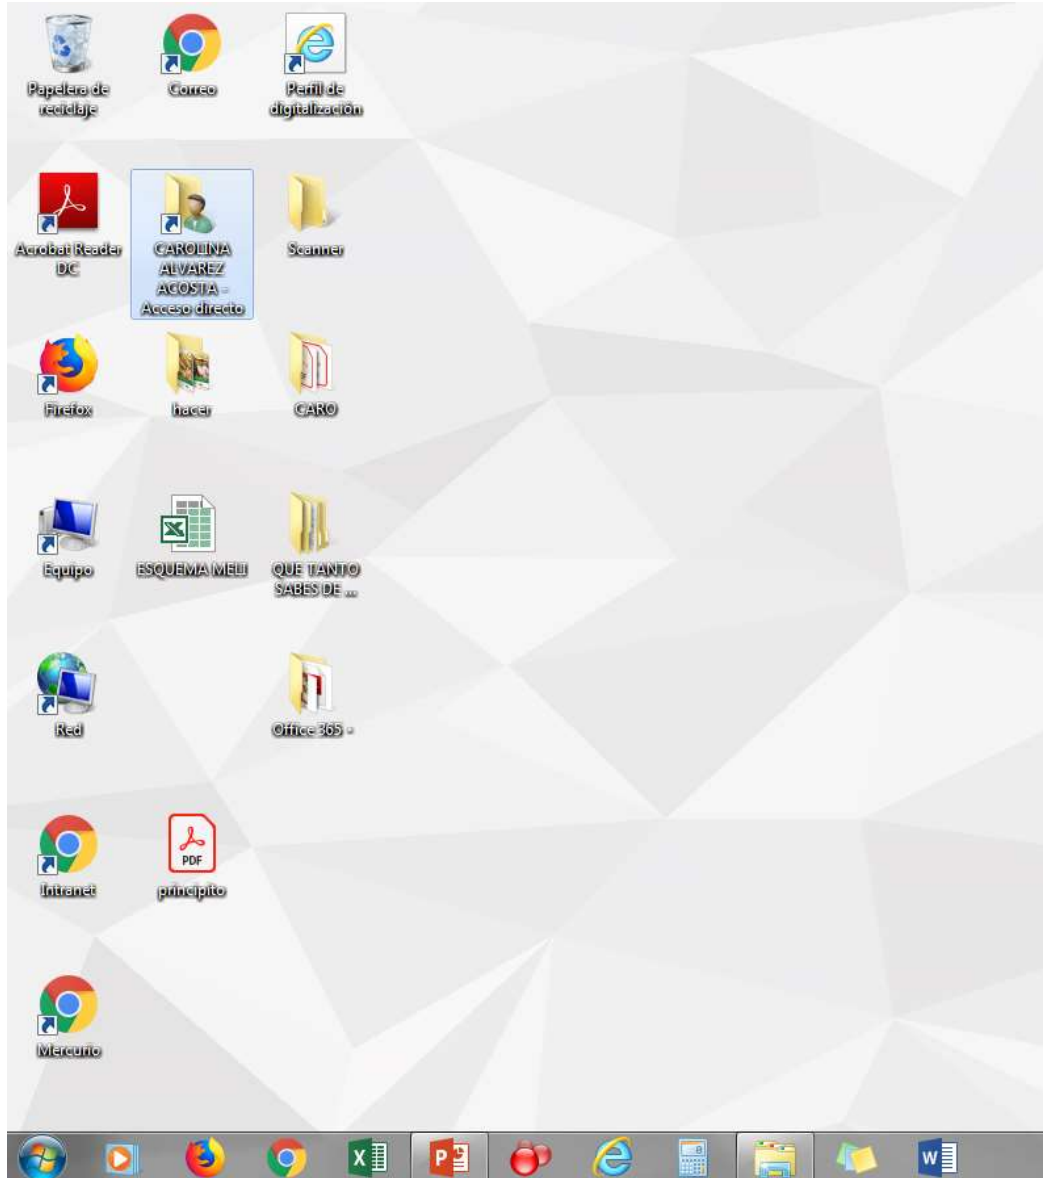 Papelera de
reciclaje
Correo
Perfil de
digitalización
Acrobat Reader
DC
CAROLINA
ALVAREZ
ACOSTA -
Acceso directo
Scanner
Firefox
hacer
CARO
Equipo
ESQUEMA MELI
QUE TANTO
SABES DE ...
Red
Office 365 -
Intranet
PDF
principito
Mercurio